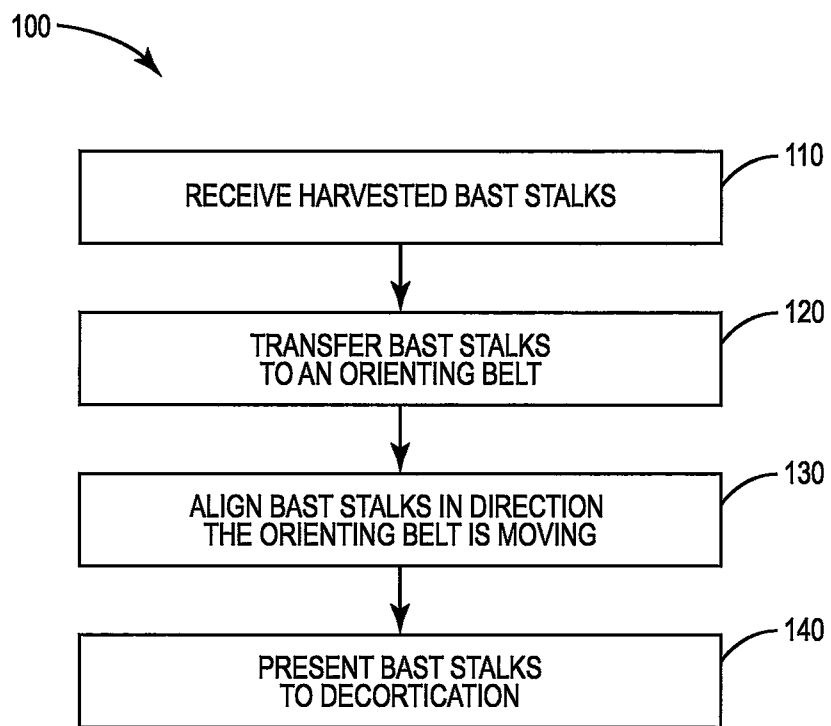 100
110
RECEIVE HARVESTED BAST STALKS
120
TRANSFER BAST STALKS
TO AN ORIENTING BELT
130
ALIGN BAST STALKS IN DIRECTION
THE ORIENTING BELT IS MOVING
140
PRESENT BAST STALKS
TO DECORTICATION